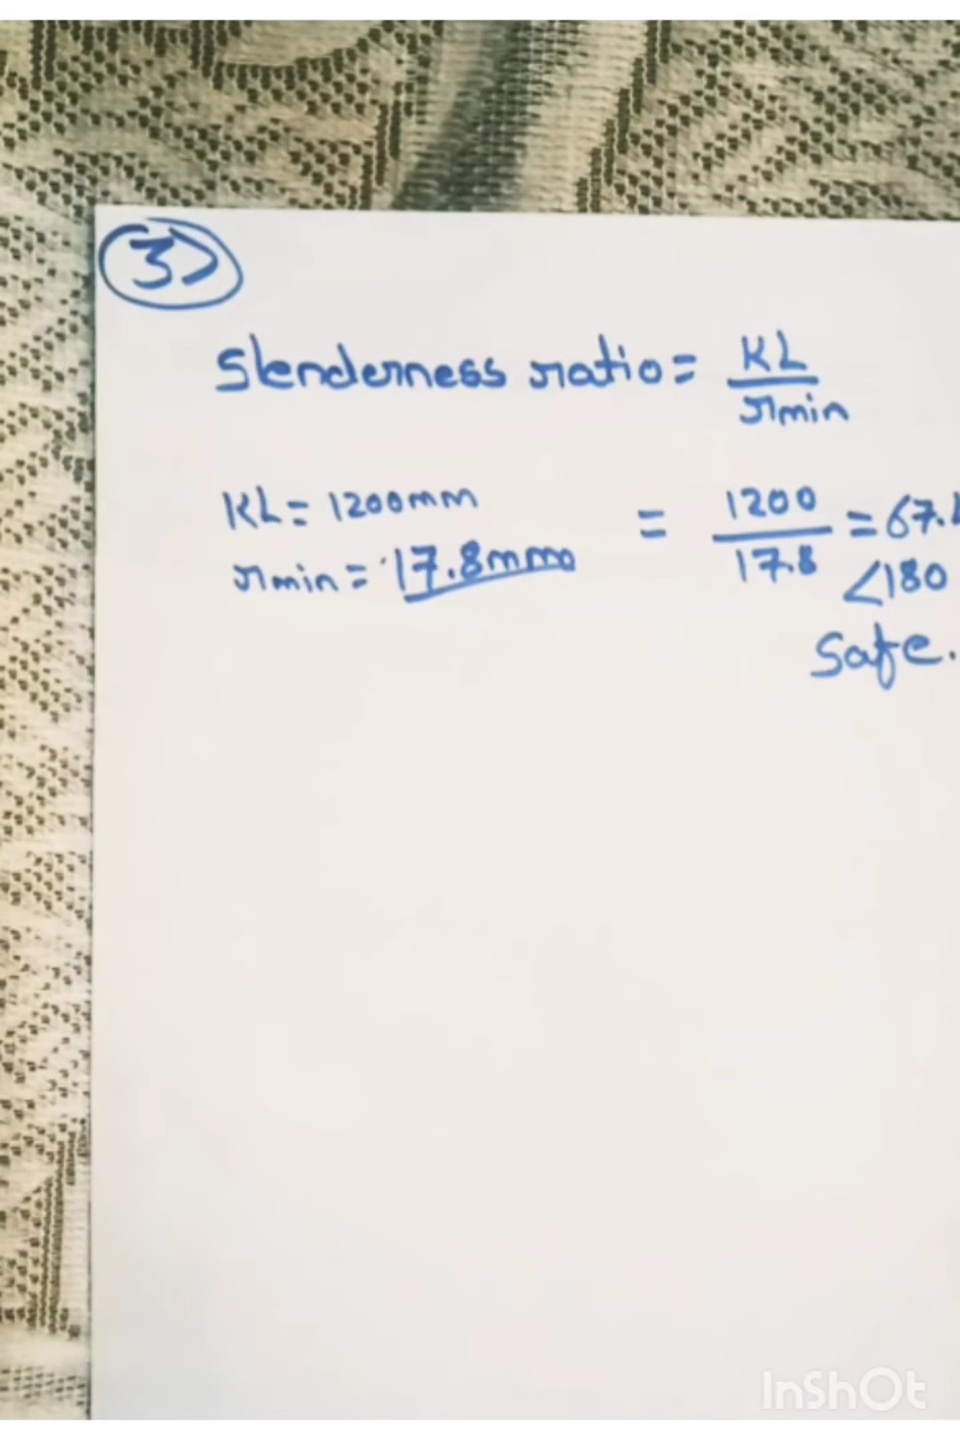 3>
Slenderness ratio = KL / rmin
KL = 1200mm
rmin = 17.8mm
= 1200 / 17.8 = 67.
<180
Safe.
InShOt